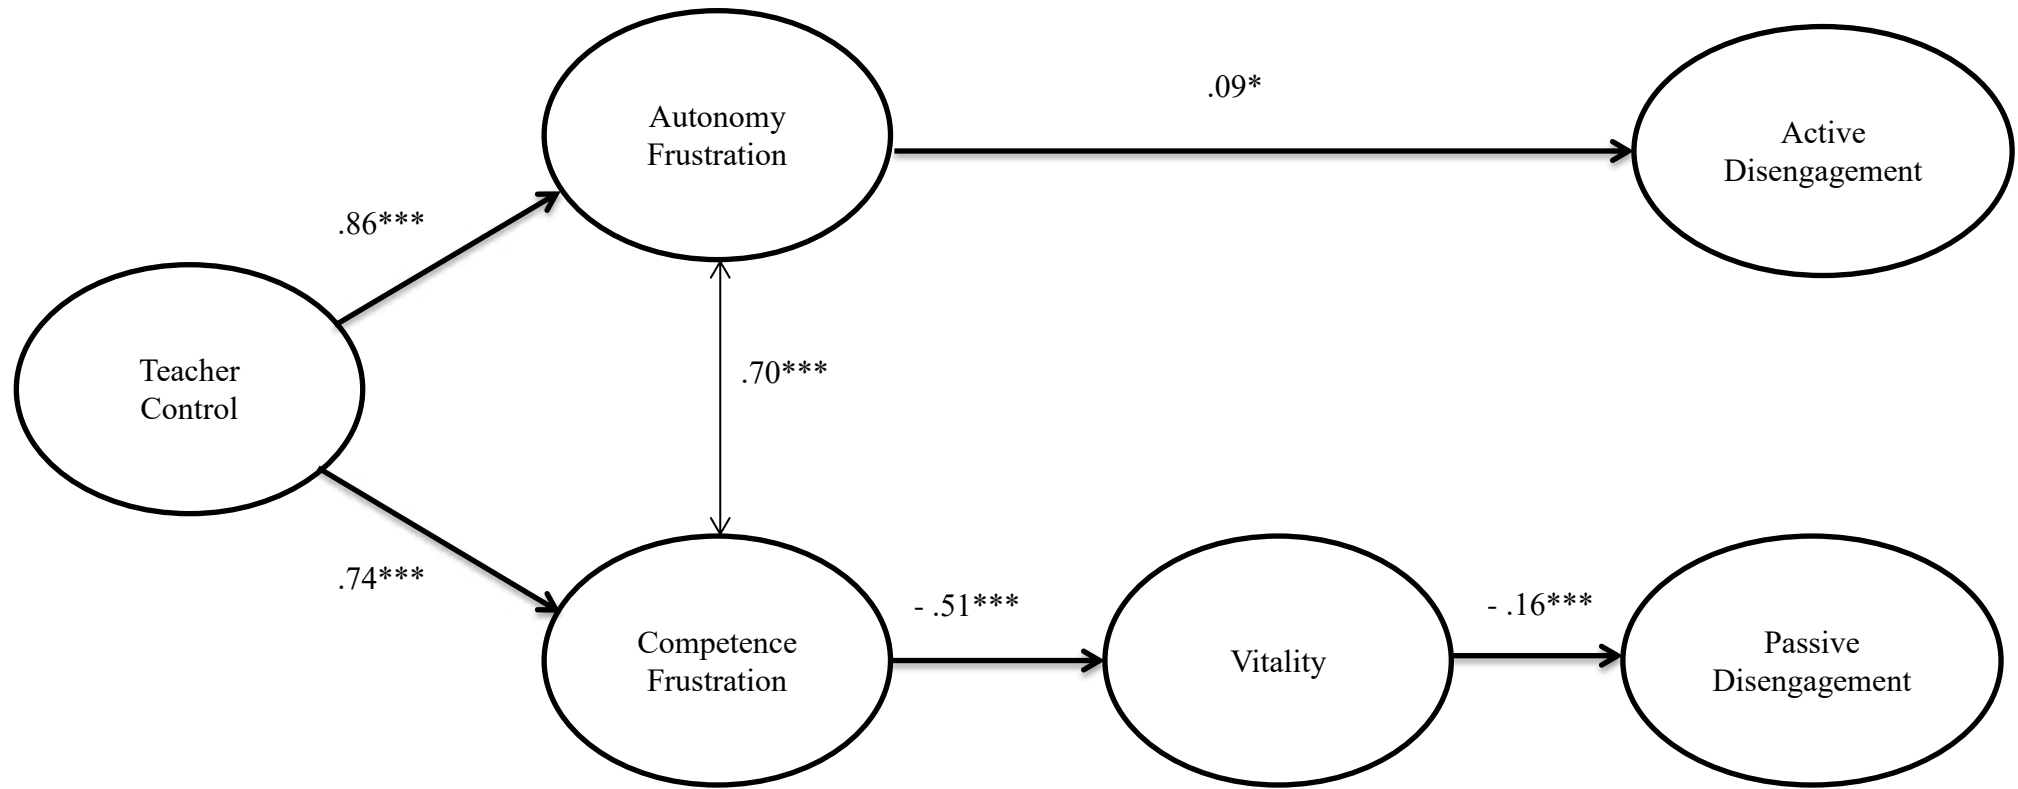 Autonomy
Frustration
.09*
Active
Disengagement
.86***
Teacher
Control
.70***
.74***
Competence
Frustration
- .51***
Vitality
- .16***
Passive
Disengagement